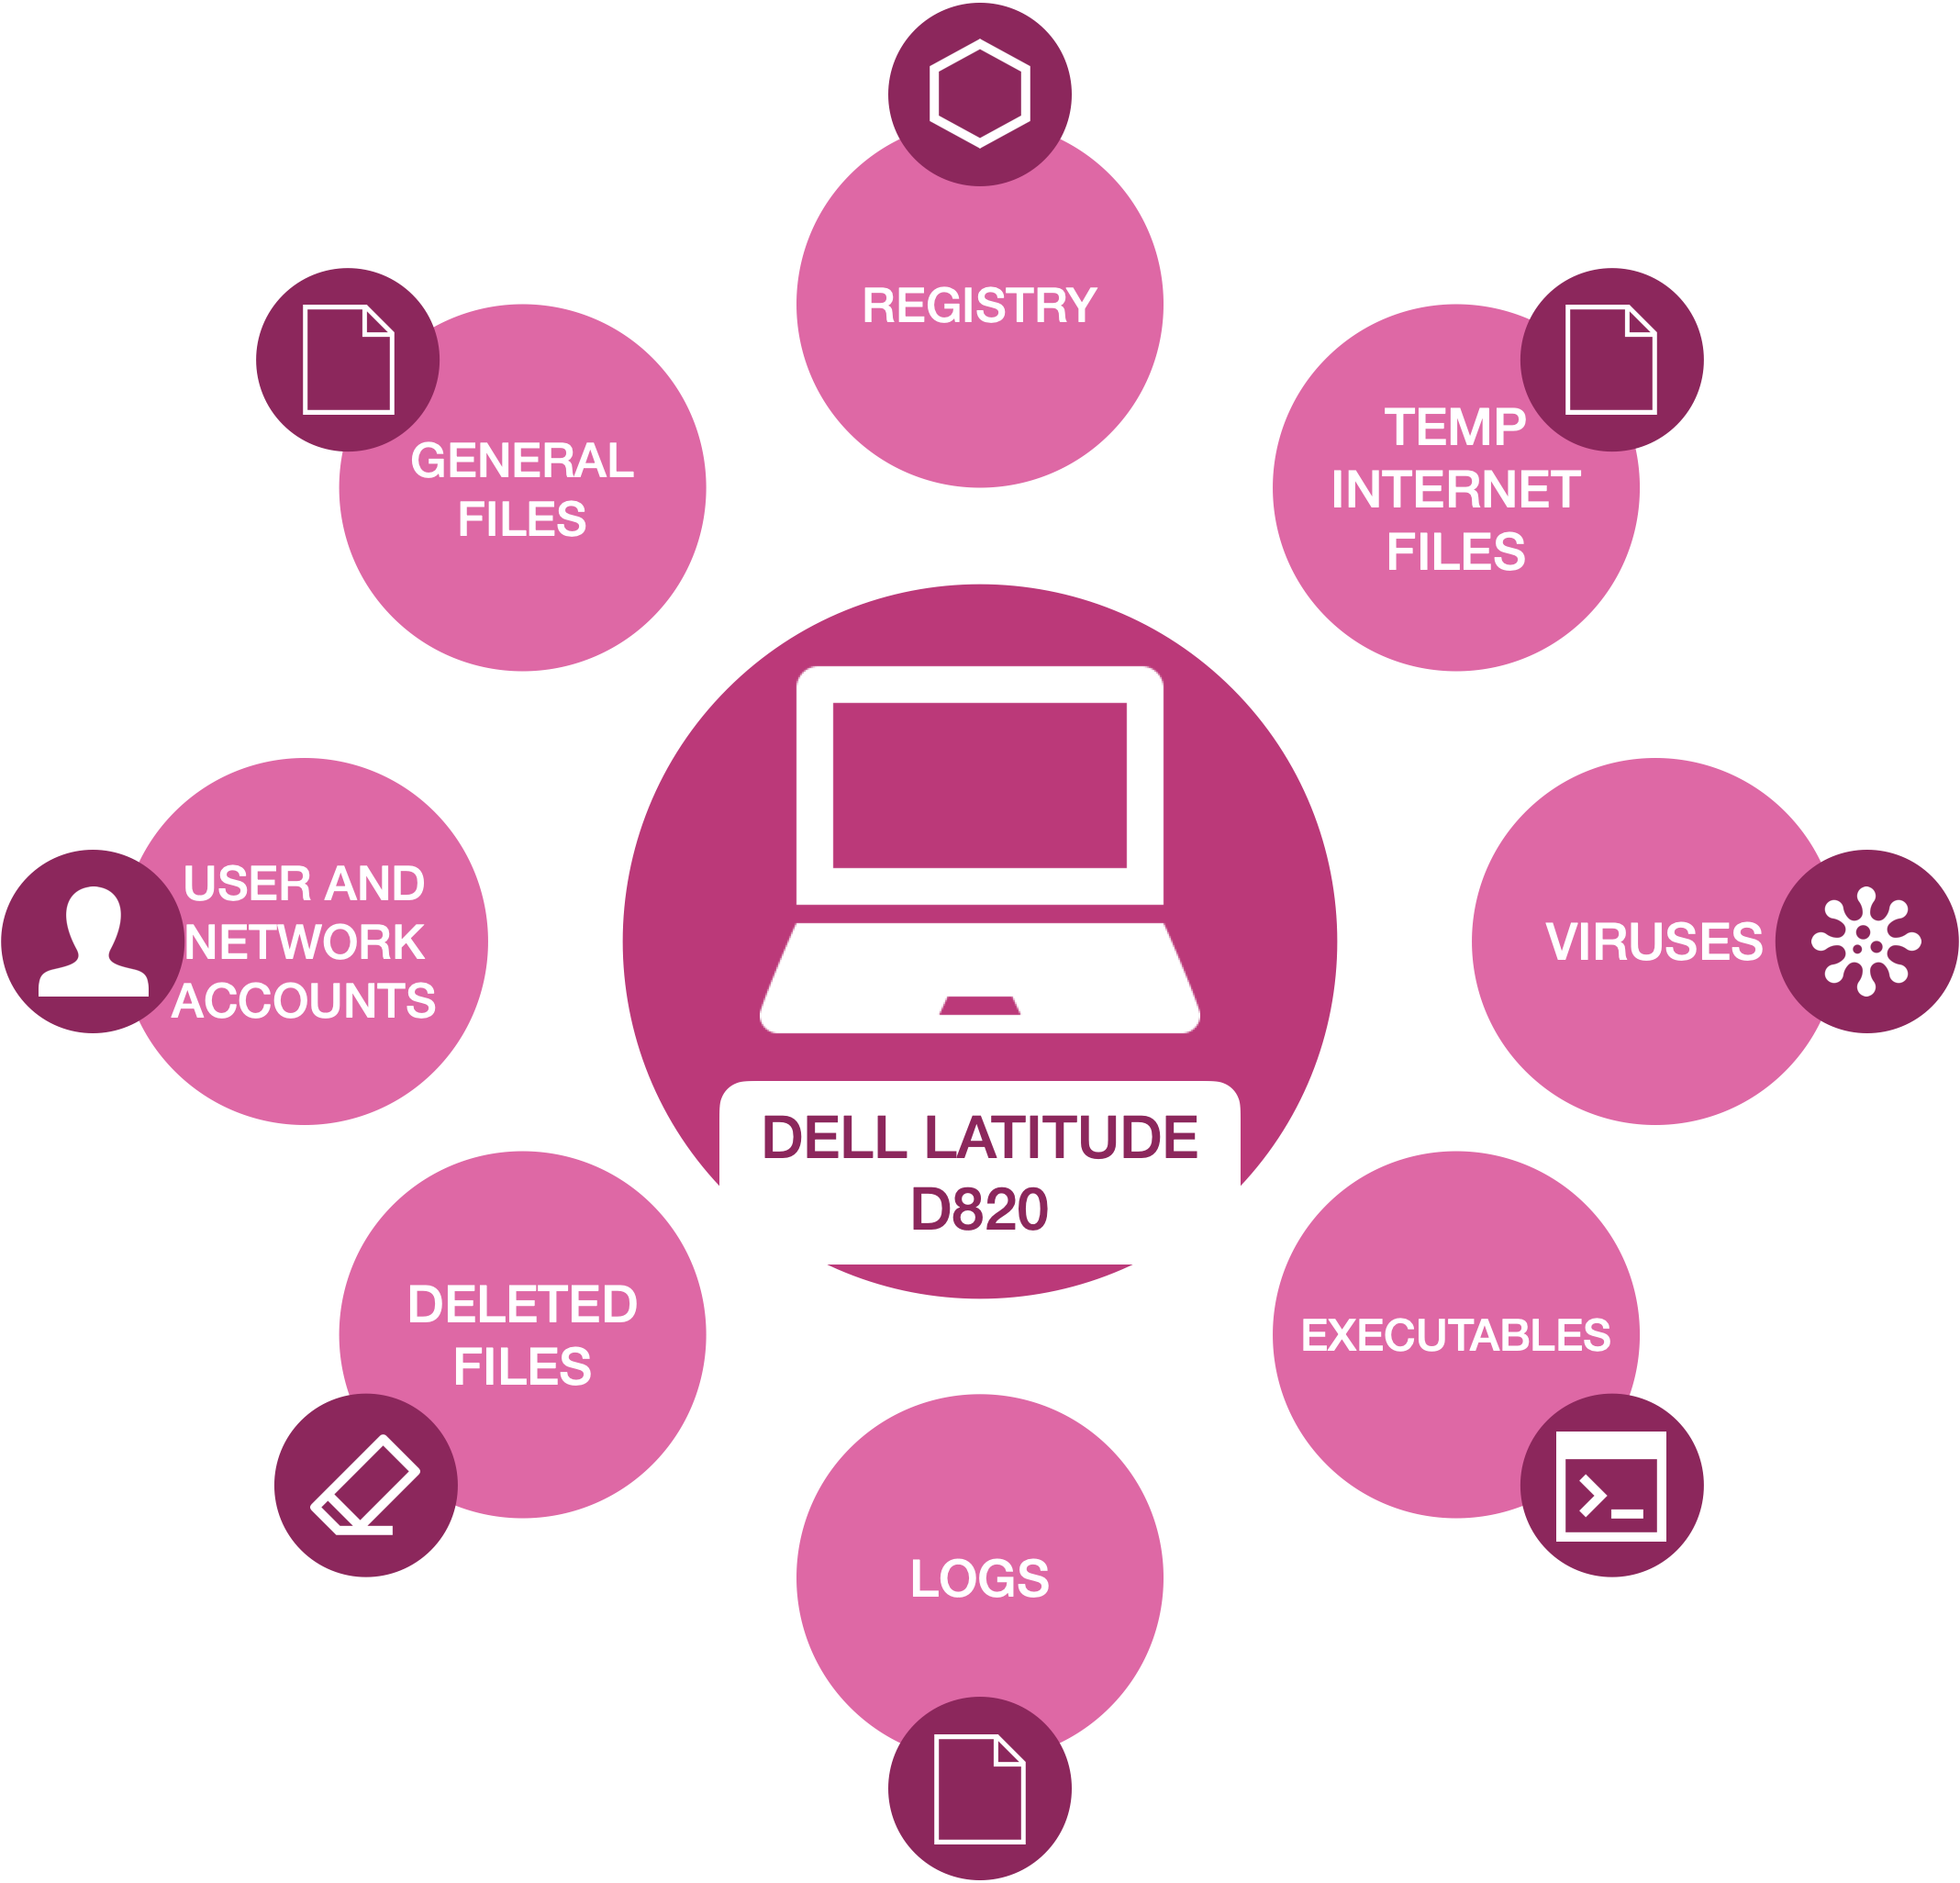 REGISTRY
GENERAL
FILES
TEMP
INTERNET
FILES
USER AND
NETWORK
ACCOUNTS
VIRUSES
DELL LATITUDE
D820
DELETED
FILES
EXECUTABLES
LOGS